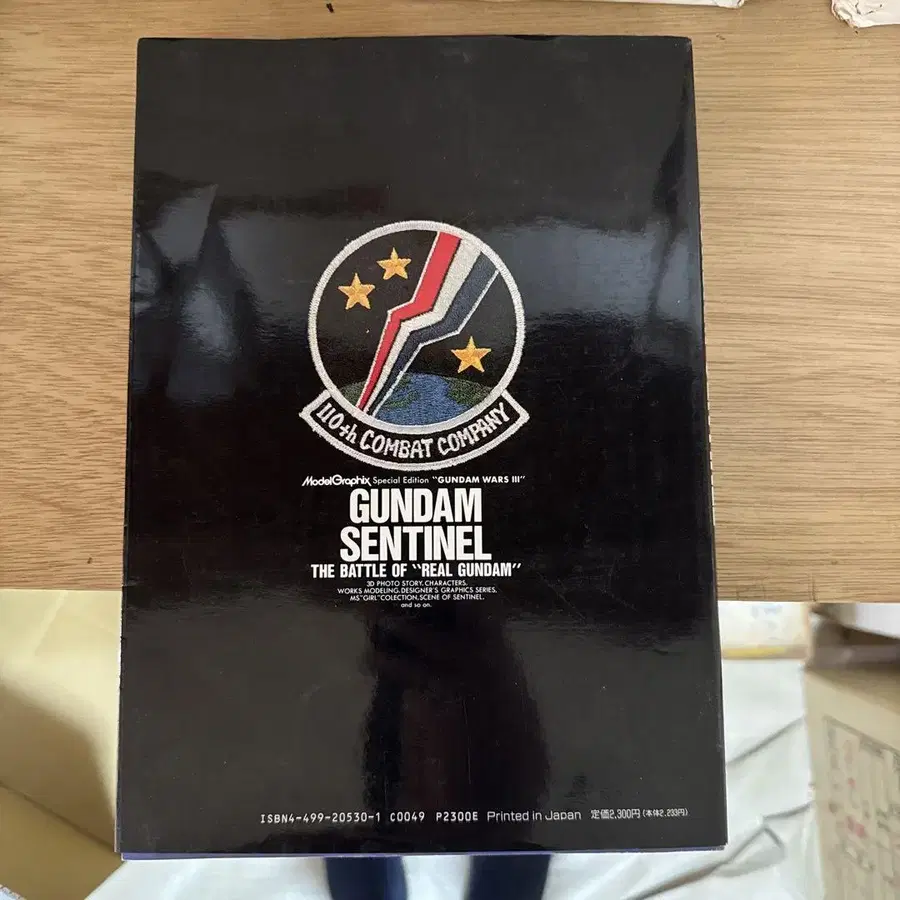 110th COMBAT COMPANY
ModelGraphix Special Edition "GUNDAM WARS III"
GUNDAM
SENTINEL
THE BATTLE OF "REAL GUNDAM"
3D PHOTO STORY. CHARACTERS.
WORKS MODELING. DESIGNER'S GRAPHICS SERIES.
MS"GIRL"COLECTION. SCENE OF SENTINEL.
and so on.
ISBN4-499-20530-1 C0049 P2300E Printed in Japan 定価2,300円(本体2,233円)